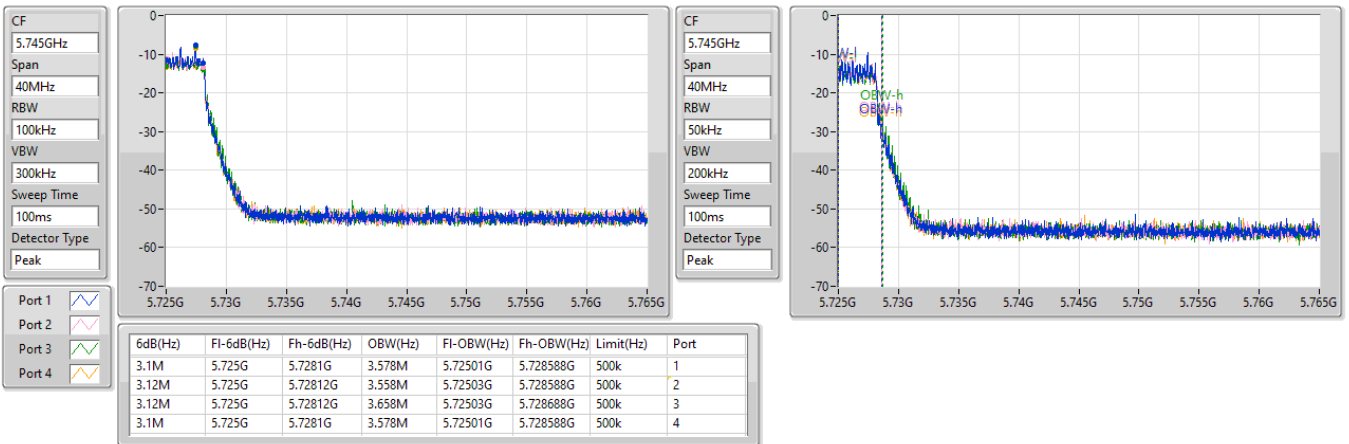 CF
5.745GHz
Span
40MHz
RBW
100kHz
VBW
300kHz
Sweep Time
100ms
Detector Type
Peak
0
-10
-20
-30
-40
-50
-60
-70
5.725G 5.73G 5.735G 5.74G 5.745G 5.75G 5.755G 5.76G 5.765G
CF
5.745GHz
Span
40MHz
RBW
50kHz
VBW
200kHz
Sweep Time
100ms
Detector Type
Peak
0
-10
-20
-30
-40
-50
-60
-70
W-l
OBW-h
OBW-h
5.725G 5.73G 5.735G 5.74G 5.745G 5.75G 5.755G 5.76G 5.765G
Port 1
Port 2
Port 3
Port 4
6dB(Hz) Fl-6dB(Hz) Fh-6dB(Hz) OBW(Hz) Fl-OBW(Hz) Fh-OBW(Hz) Limit(Hz) Port
3.1M 5.725G 5.7281G 3.578M 5.72501G 5.728588G 500k 1
3.12M 5.725G 5.72812G 3.558M 5.72503G 5.728588G 500k 2
3.12M 5.725G 5.72812G 3.658M 5.72503G 5.728688G 500k 3
3.1M 5.725G 5.7281G 3.578M 5.72501G 5.728588G 500k 4